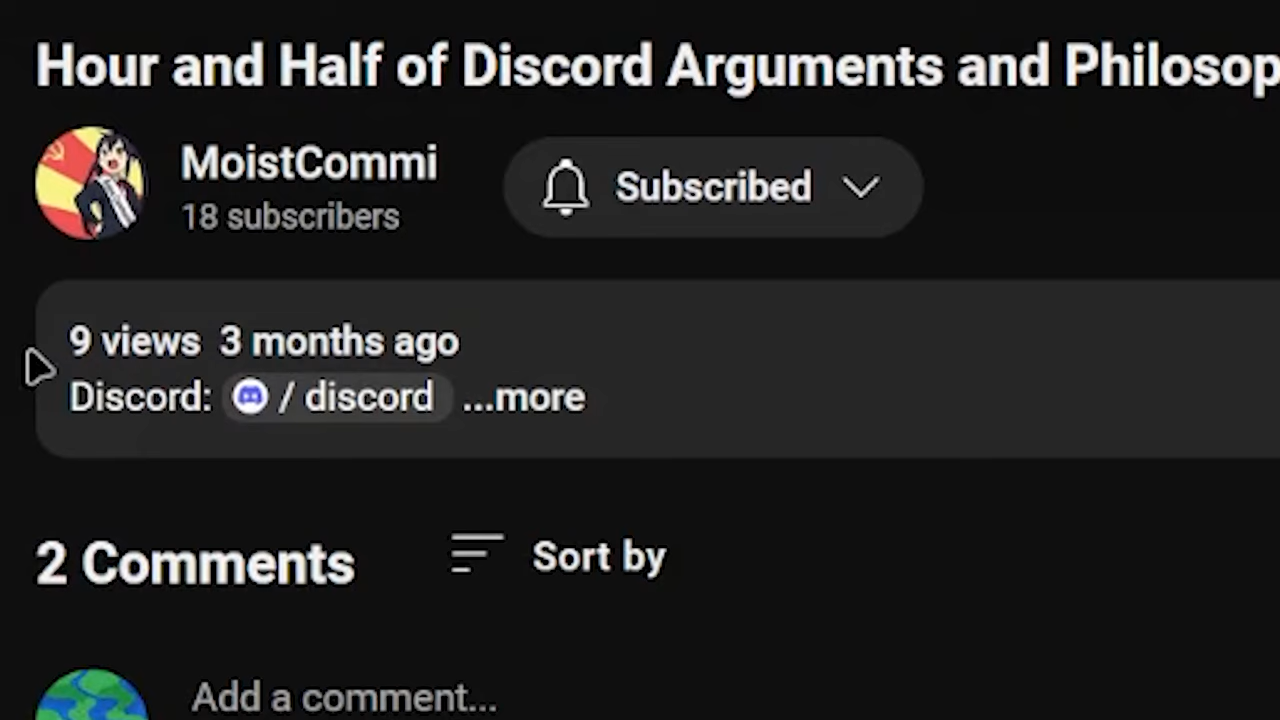 Hour and Half of Discord Arguments and
MoistCommi
18 subscribers
Subscribed
9 views 3 months ago
Discord: / discord ...more
2 Comments
Sort by
Add a comment...